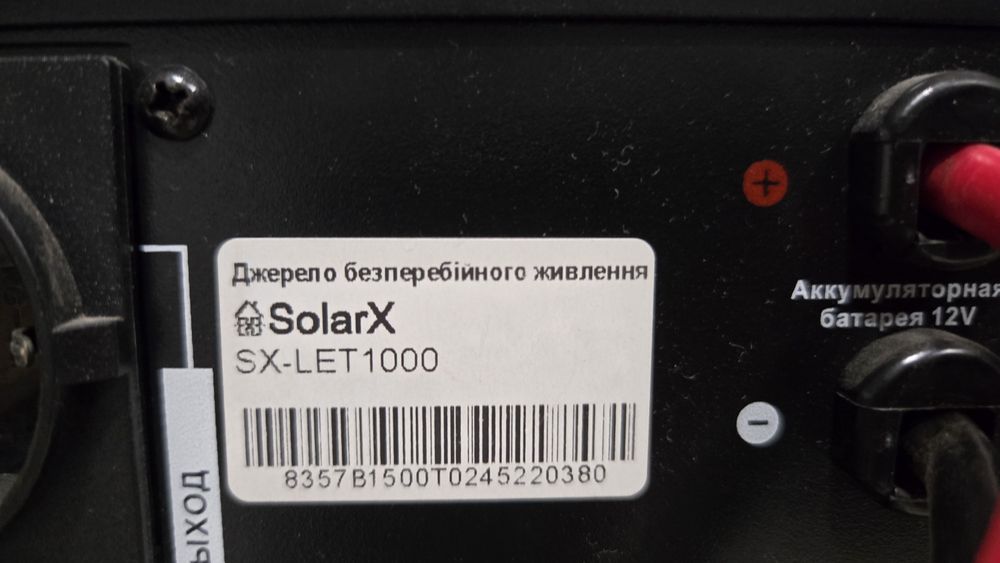 Джерело безперебійного живлення
SolarX
SX-LET1000
8357B1500T0245220380
+
Аккумуляторная
батарея 12V
-
ЫХОД